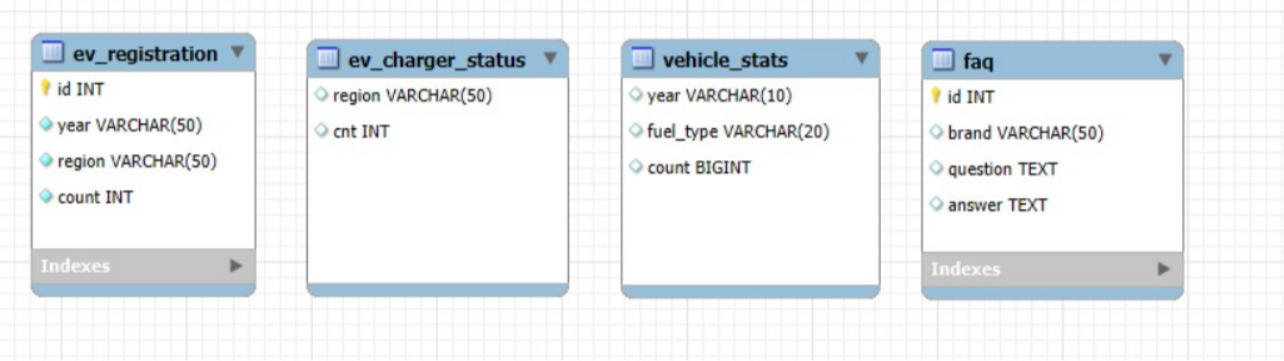 ev_registration
id INT
year VARCHAR(50)
region VARCHAR(50)
count INT
Indexes
ev_charger_status
region VARCHAR(50)
cnt INT
vehicle_stats
year VARCHAR(10)
fuel_type VARCHAR(20)
count BIGINT
faq
id INT
brand VARCHAR(50)
question TEXT
answer TEXT
Indexes